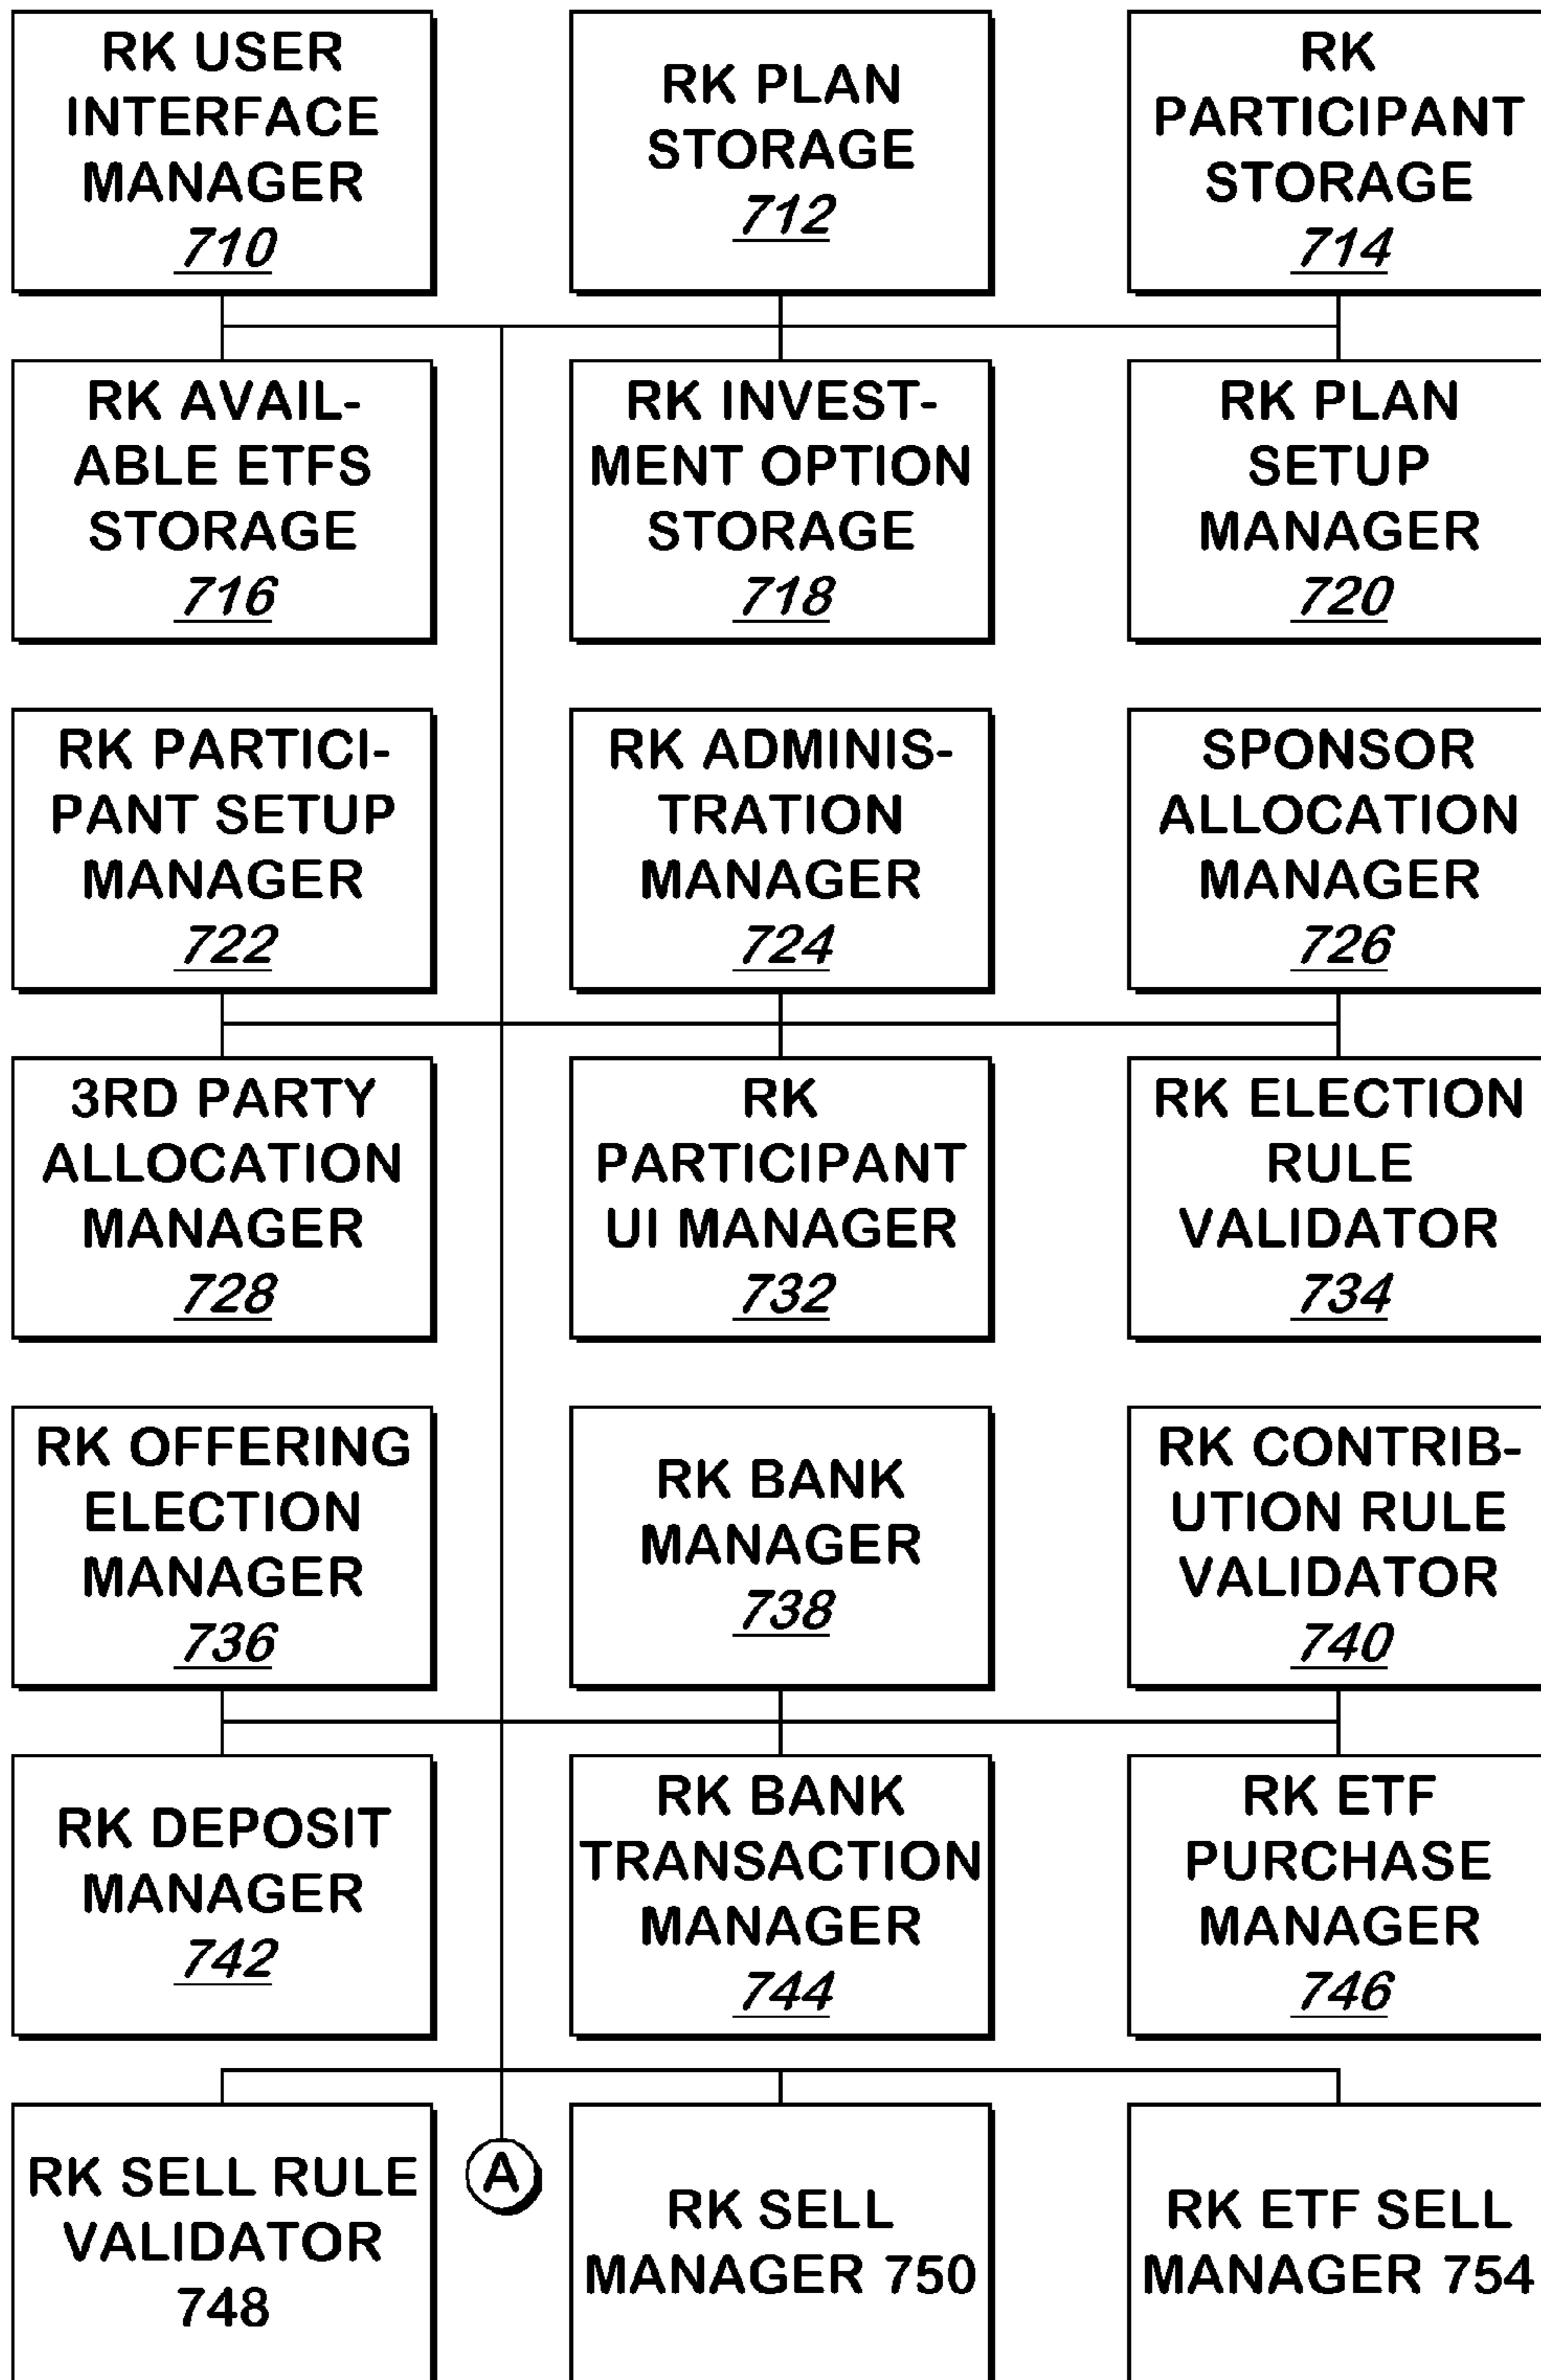 RK USER
INTERFACE
MANAGER
710
RK PLAN
STORAGE
712
RK
PARTICIPANT
STORAGE
714
RK AVAIL-
ABLE ETFS
STORAGE
716
RK INVEST-
MENT OPTION
STORAGE
718
RK PLAN
SETUP
MANAGER
720
RK PARTICI-
PANT SETUP
MANAGER
722
RK ADMINIS-
TRATION
MANAGER
724
SPONSOR
ALLOCATION
MANAGER
726
3RD PARTY
ALLOCATION
MANAGER
728
RK
PARTICIPANT
UI MANAGER
732
RK ELECTION
RULE
VALIDATOR
734
RK OFFERING
ELECTION
MANAGER
736
RK BANK
MANAGER
738
RK CONTRIB-
UTION RULE
VALIDATOR
740
RK DEPOSIT
MANAGER
742
RK BANK
TRANSACTION
MANAGER
744
RK ETF
PURCHASE
MANAGER
746
RK SELL RULE
VALIDATOR
748
A
RK SELL
MANAGER 750
RK ETF SELL
MANAGER 754